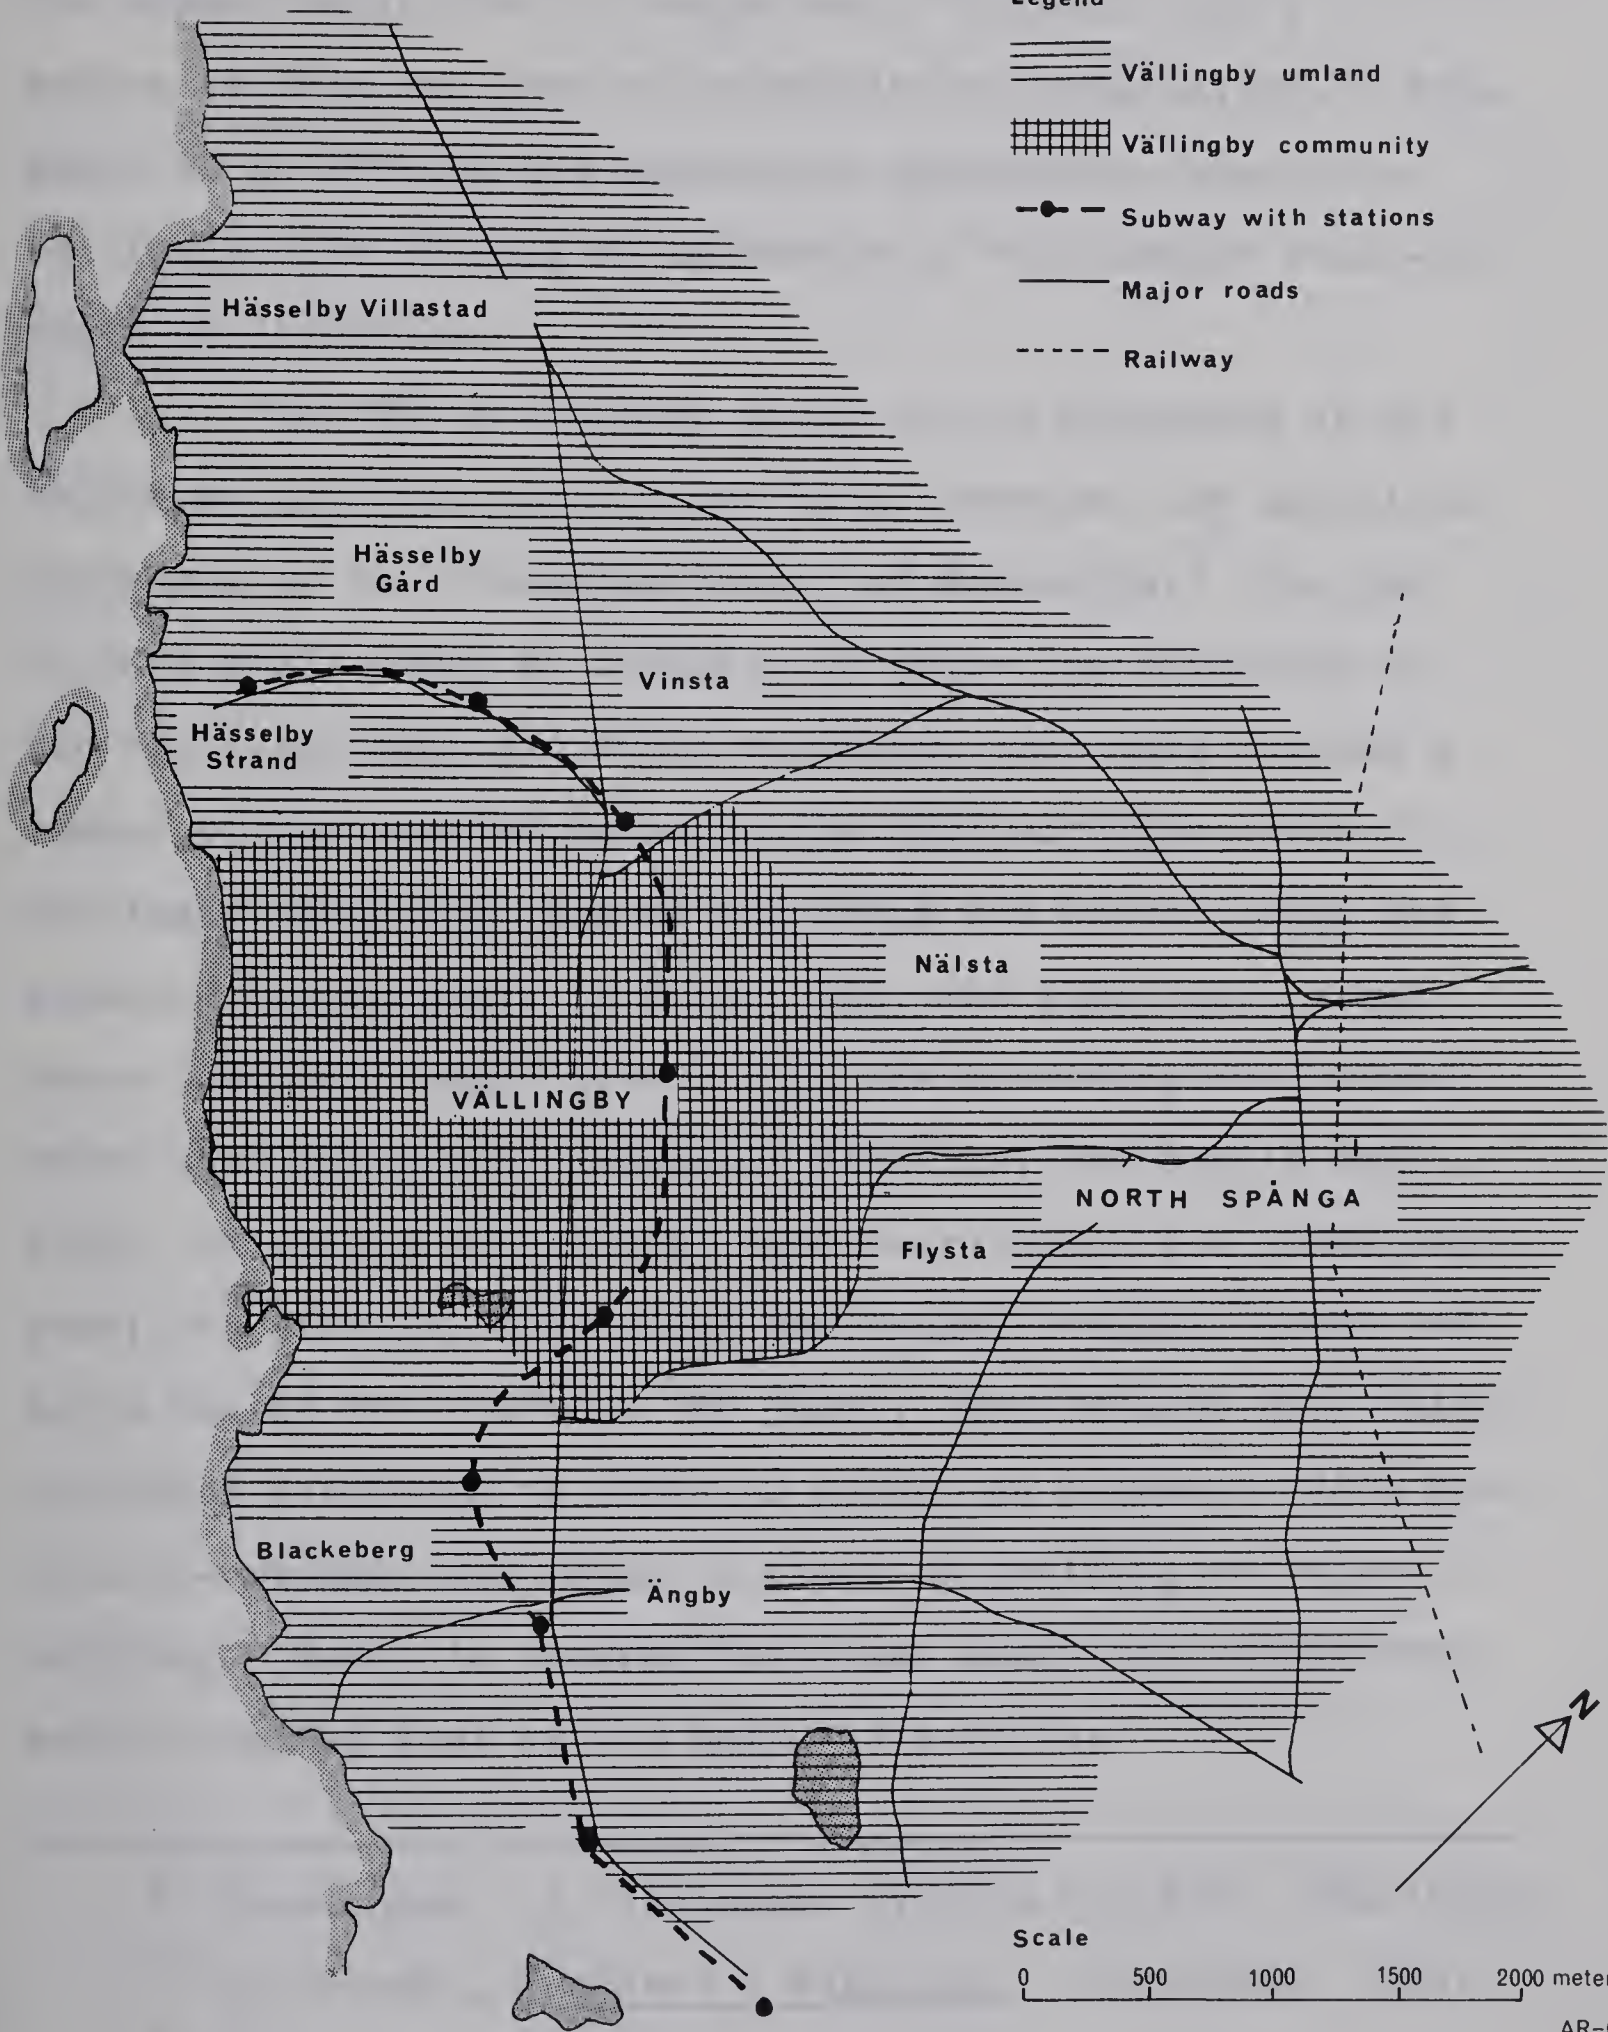 Legend
Vällingby umland
Vällingby community
Subway with stations
Major roads
Railway
Hässelby Villastad
Hässelby
Gård
Vinsta
Hässelby
Strand
Nälsta
VÄLLINGBY
NORTH SPÅNGA
Flysta
Blackeberg
Ängby
N
Scale
0 500 1000 1500 2000 meter